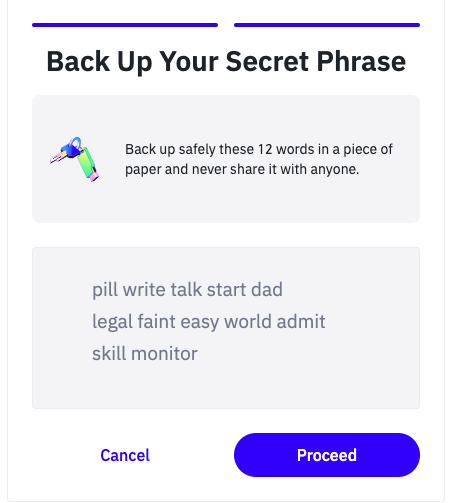 Back Up Your Secret Phrase
Back up safely these 12 words in a piece of
paper and never share it with anyone.
pill write talk start dad
legal faint easy world admit
skill monitor
Cancel
Proceed